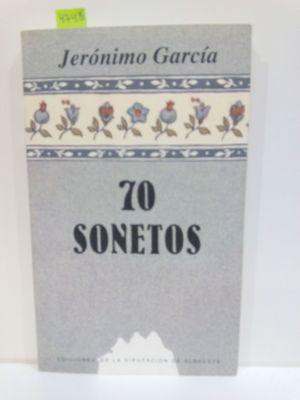 Jerónimo García
70
SONETOS
EDICIONES DE LA DIPUTACION DE ALBACETE